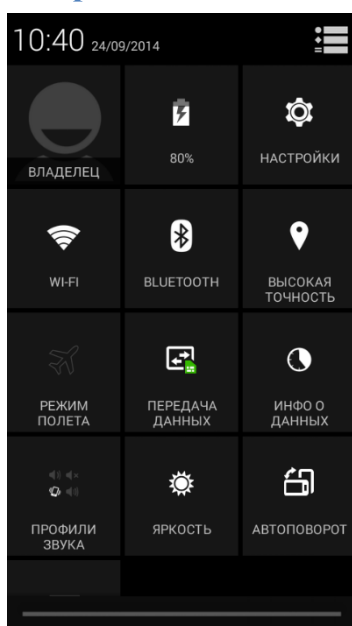 10:40 24/09/2014
ВЛАДЕЛЕЦ
80%
НАСТРОЙКИ
WI-FI
BLUETOOTH
ВЫСОКАЯ
ТОЧНОСТЬ
РЕЖИМ
ПОЛЕТА
ПЕРЕДАЧА
ДАННЫХ
ИНФО О
ДАННЫХ
ПРОФИЛИ
ЗВУКА
ЯРКОСТЬ
АВТОПОВОРОТ